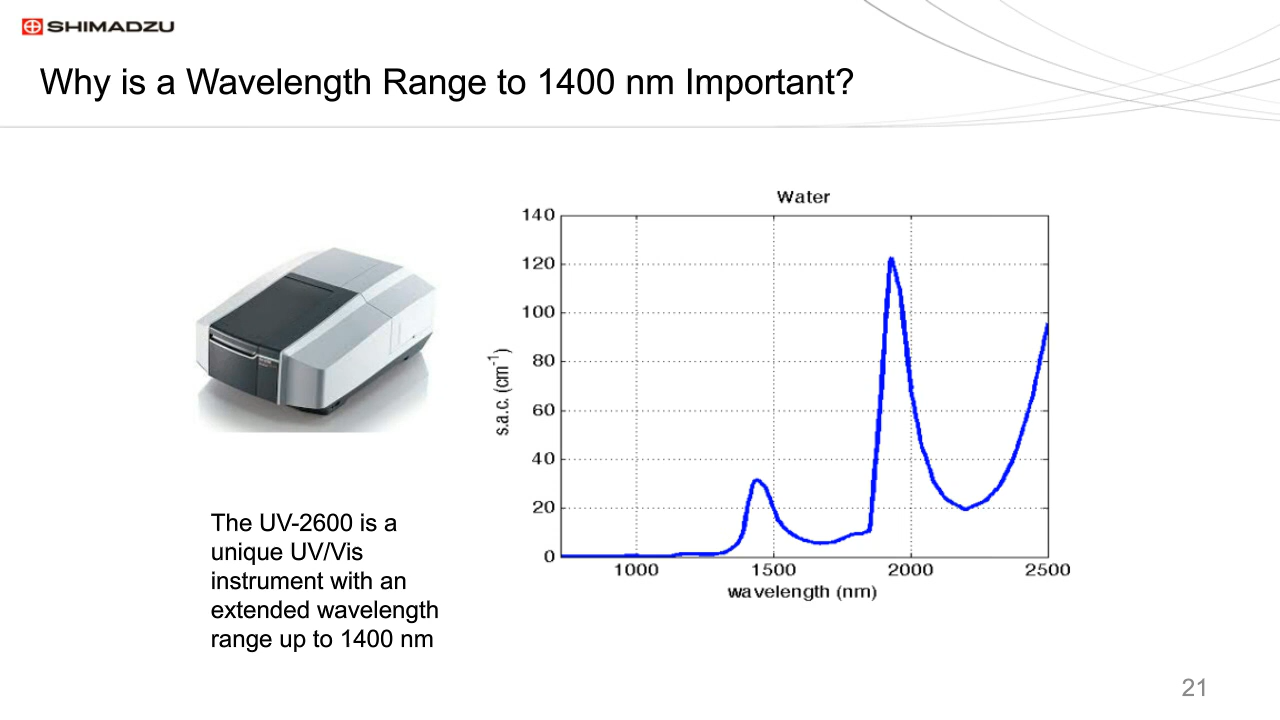 SHIMADZU
Why is a Wavelength Range to 1400 nm Important?
Water
140
120
100
80
60
40
20
0
s.a.c. (cm⁻¹)
1000 1500 2000 2500
wavelength (nm)
The UV-2600 is a
unique UV/Vis
instrument with an
extended wavelength
range up to 1400 nm
21